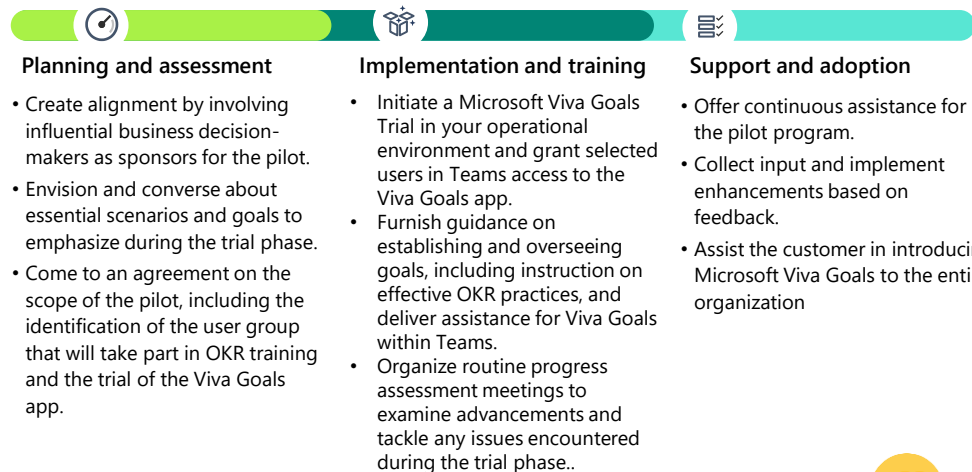 Planning and assessment
• Create alignment by involving
influential business decision-
makers as sponsors for the pilot.
• Envision and converse about
essential scenarios and goals to
emphasize during the trial phase.
• Come to an agreement on the
scope of the pilot, including the
identification of the user group
that will take part in OKR training
and the trial of the Viva Goals
app.
Implementation and training
• Initiate a Microsoft Viva Goals
Trial in your operational
environment and grant selected
users in Teams access to the
Viva Goals app.
• Furnish guidance on
establishing and overseeing
goals, including instruction on
effective OKR practices, and
deliver assistance for Viva Goals
within Teams.
• Organize routine progress
assessment meetings to
examine advancements and
tackle any issues encountered
during the trial phase..
Support and adoption
• Offer continuous assistance for
the pilot program.
• Collect input and implement
enhancements based on
feedback.
• Assist the customer in
Microsoft Viva Goals to the
organization